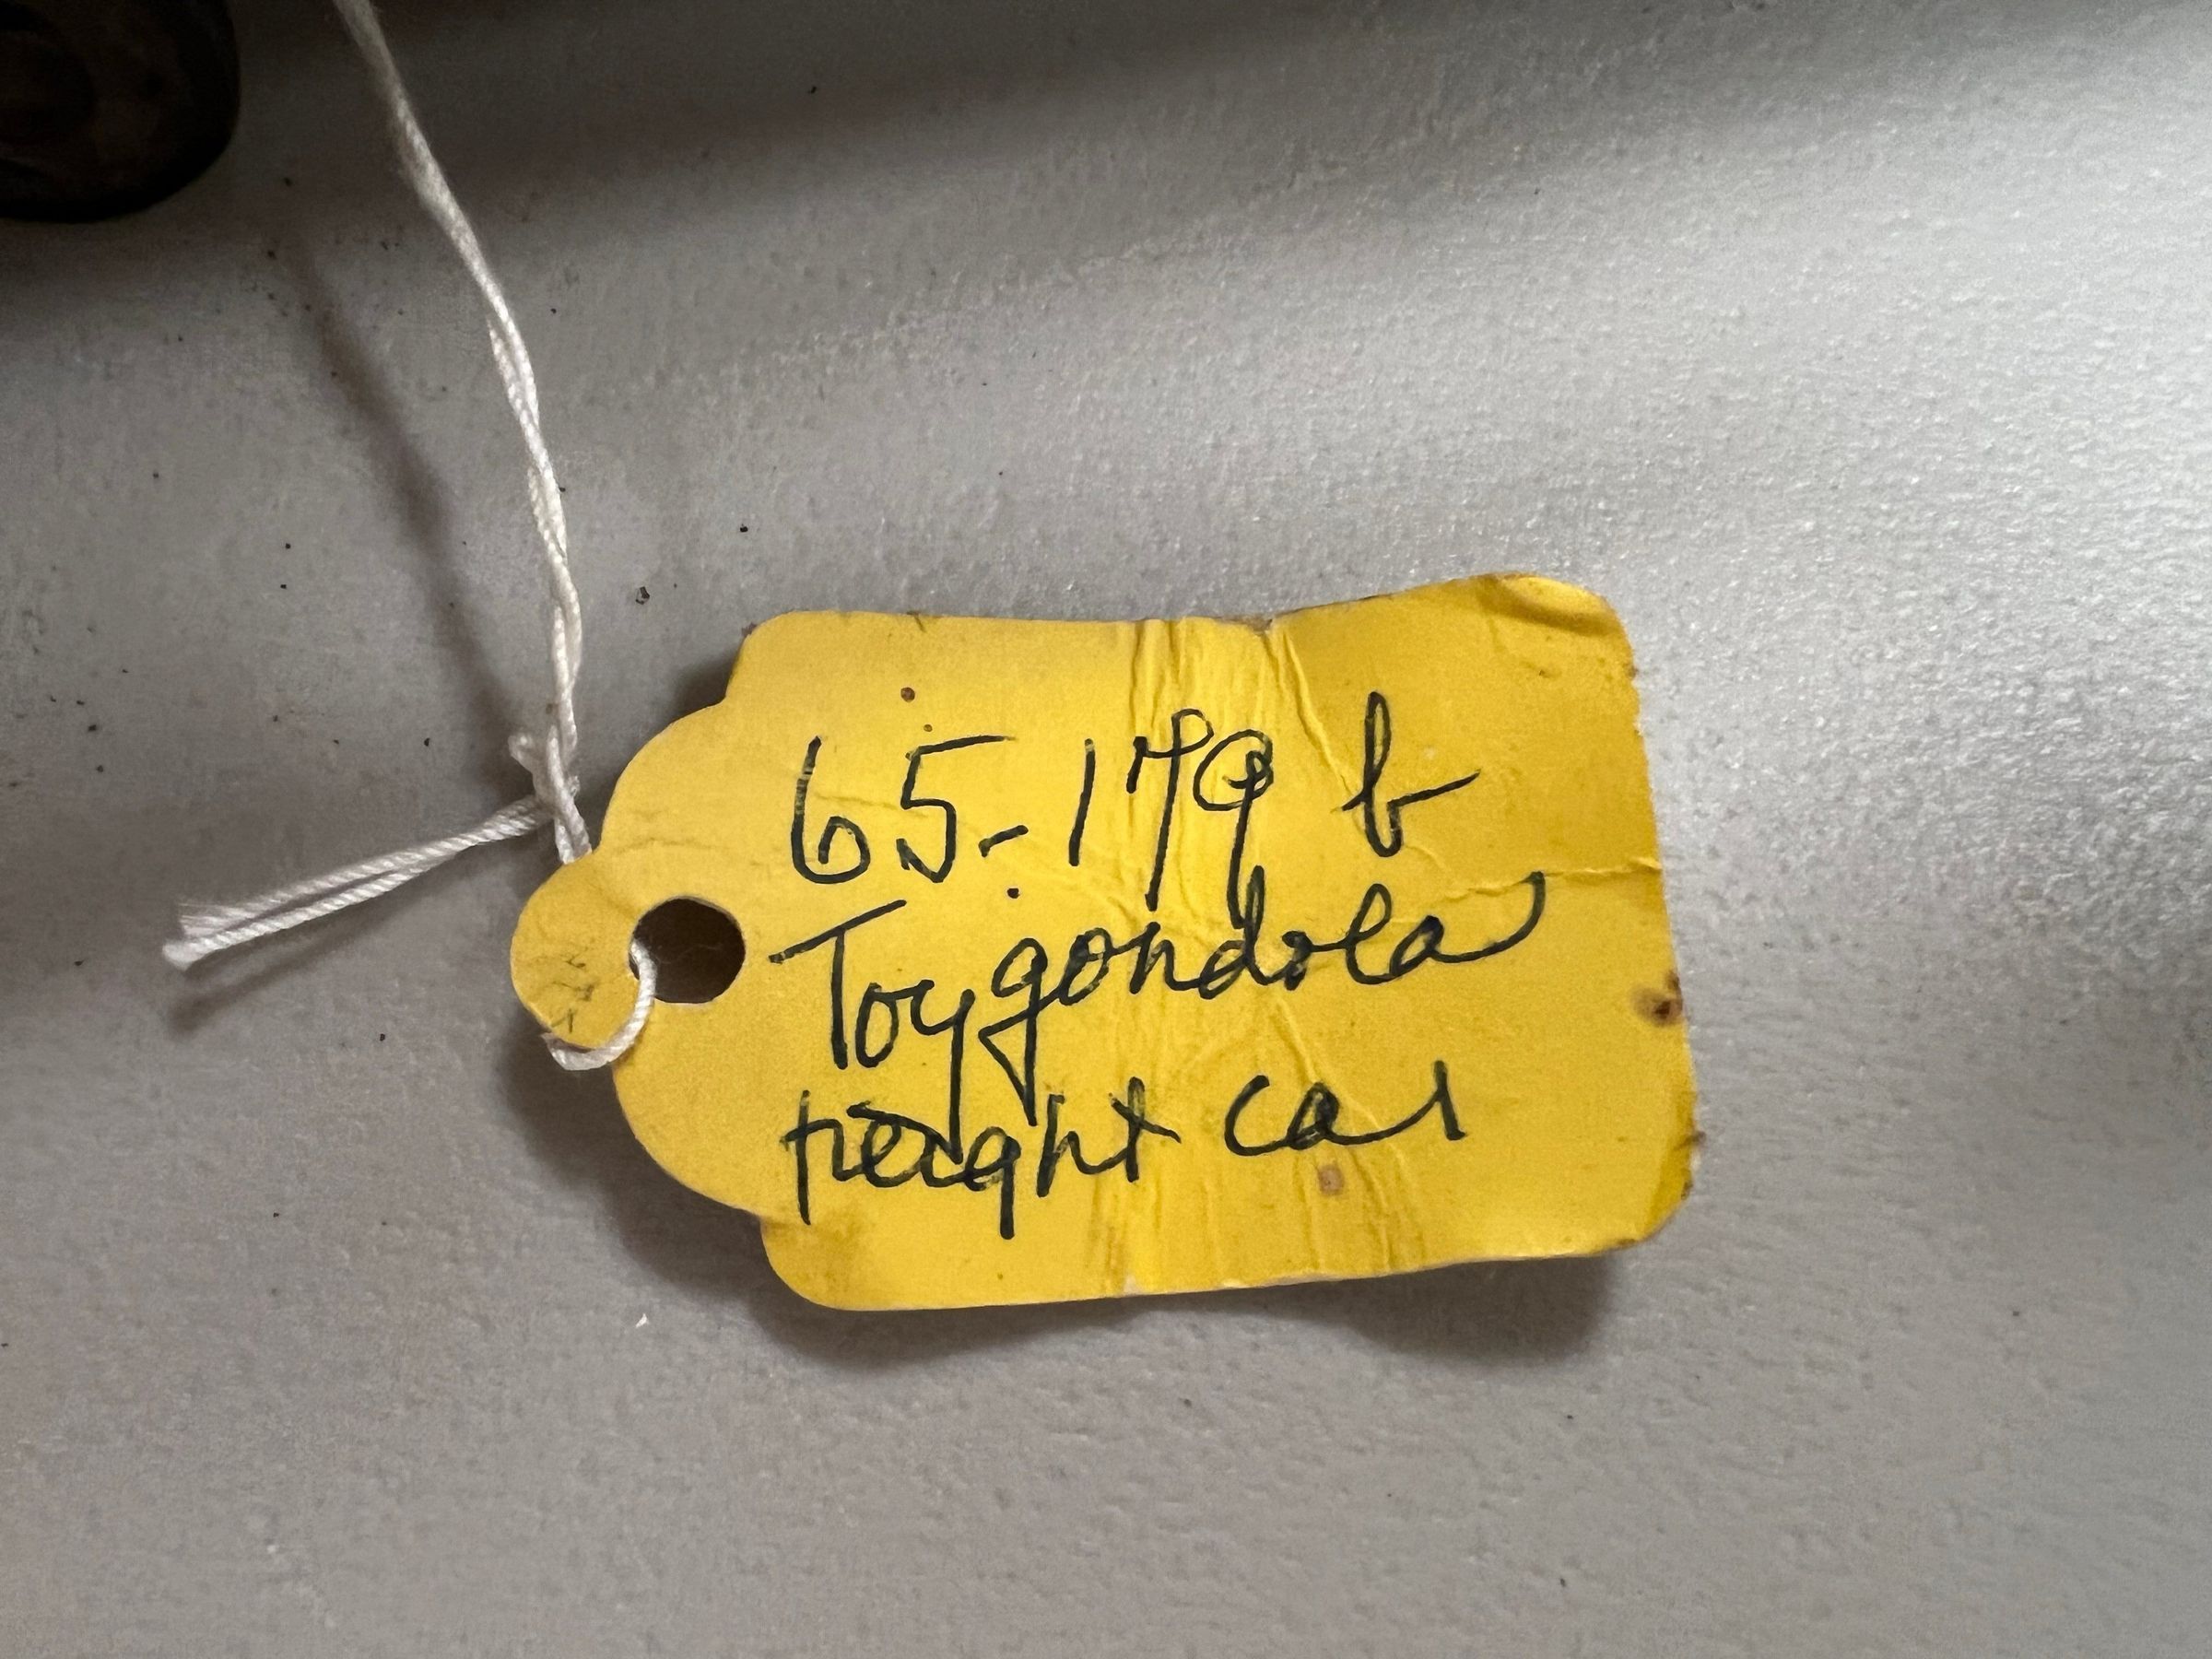 65-179 b
Toy gondola
freight car